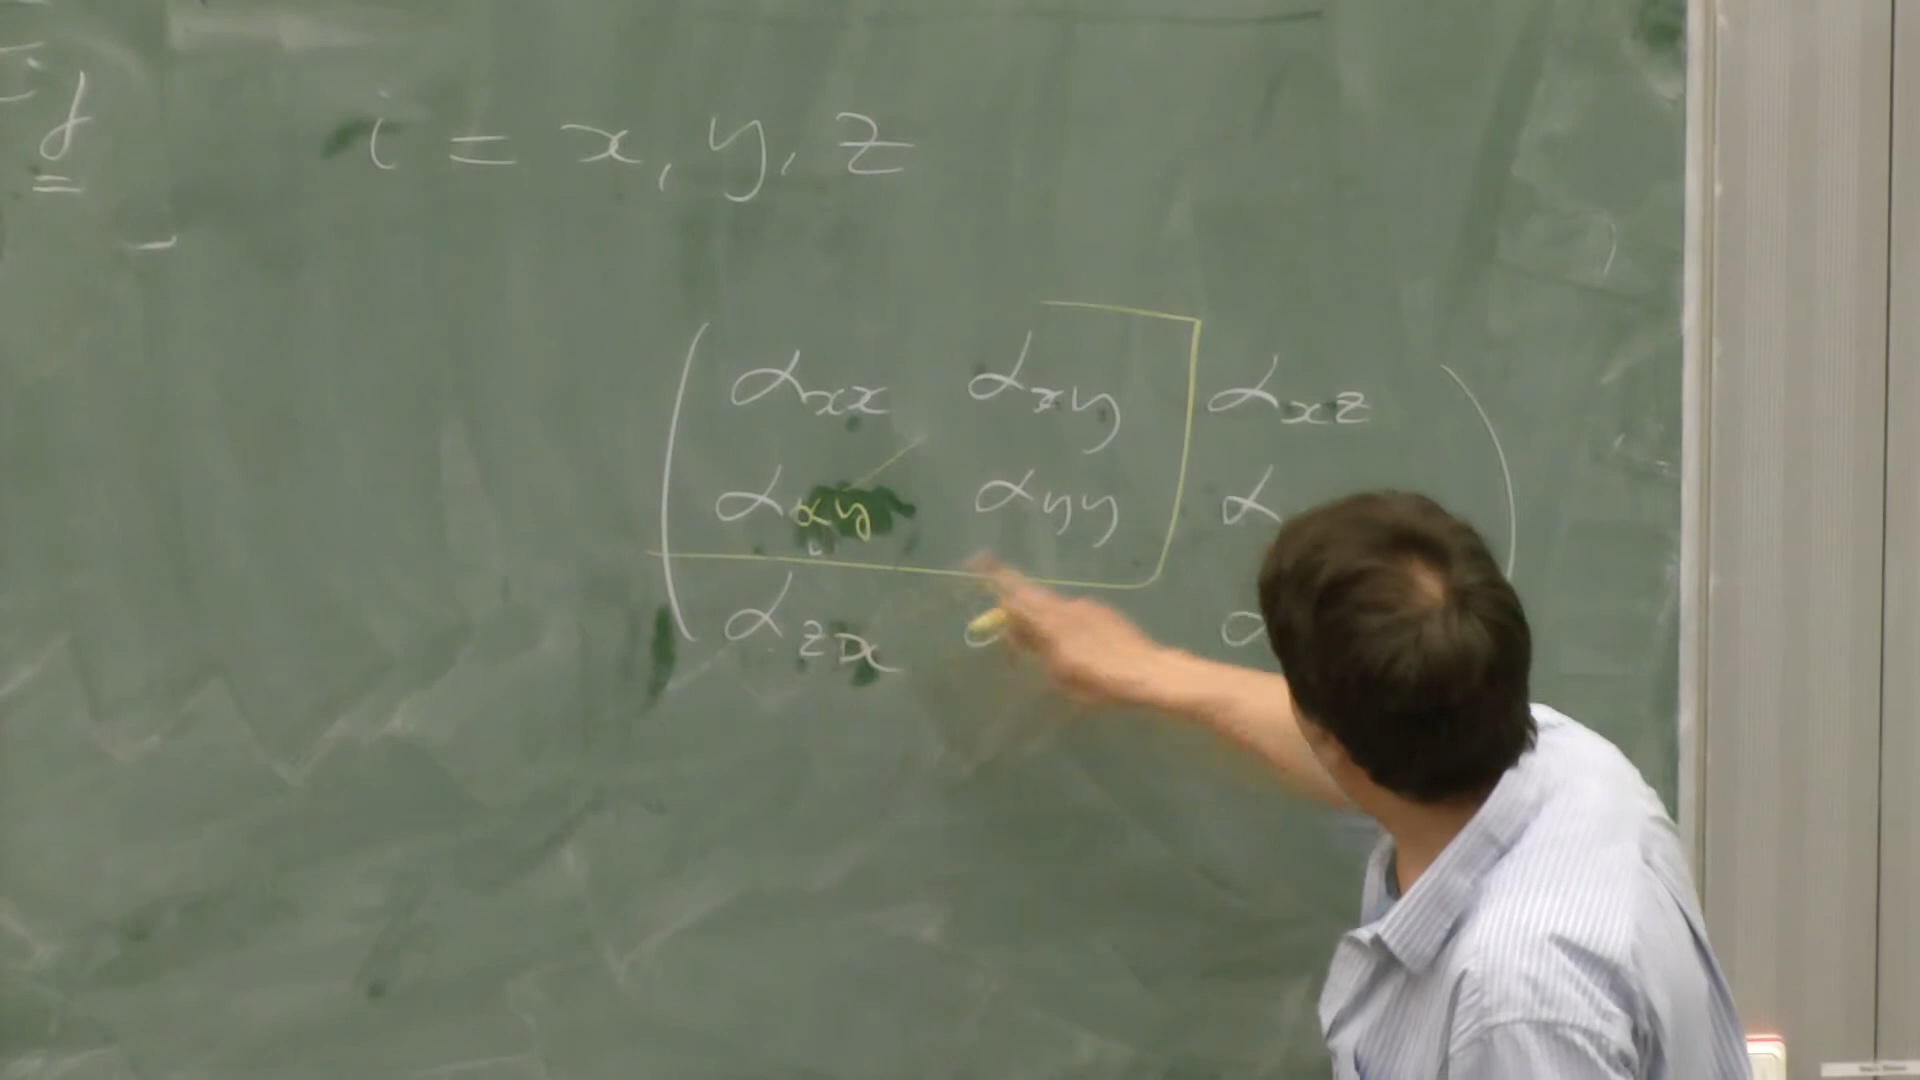 i = x, y, z
αxx αxy αxz
αxy αyy α
αzx